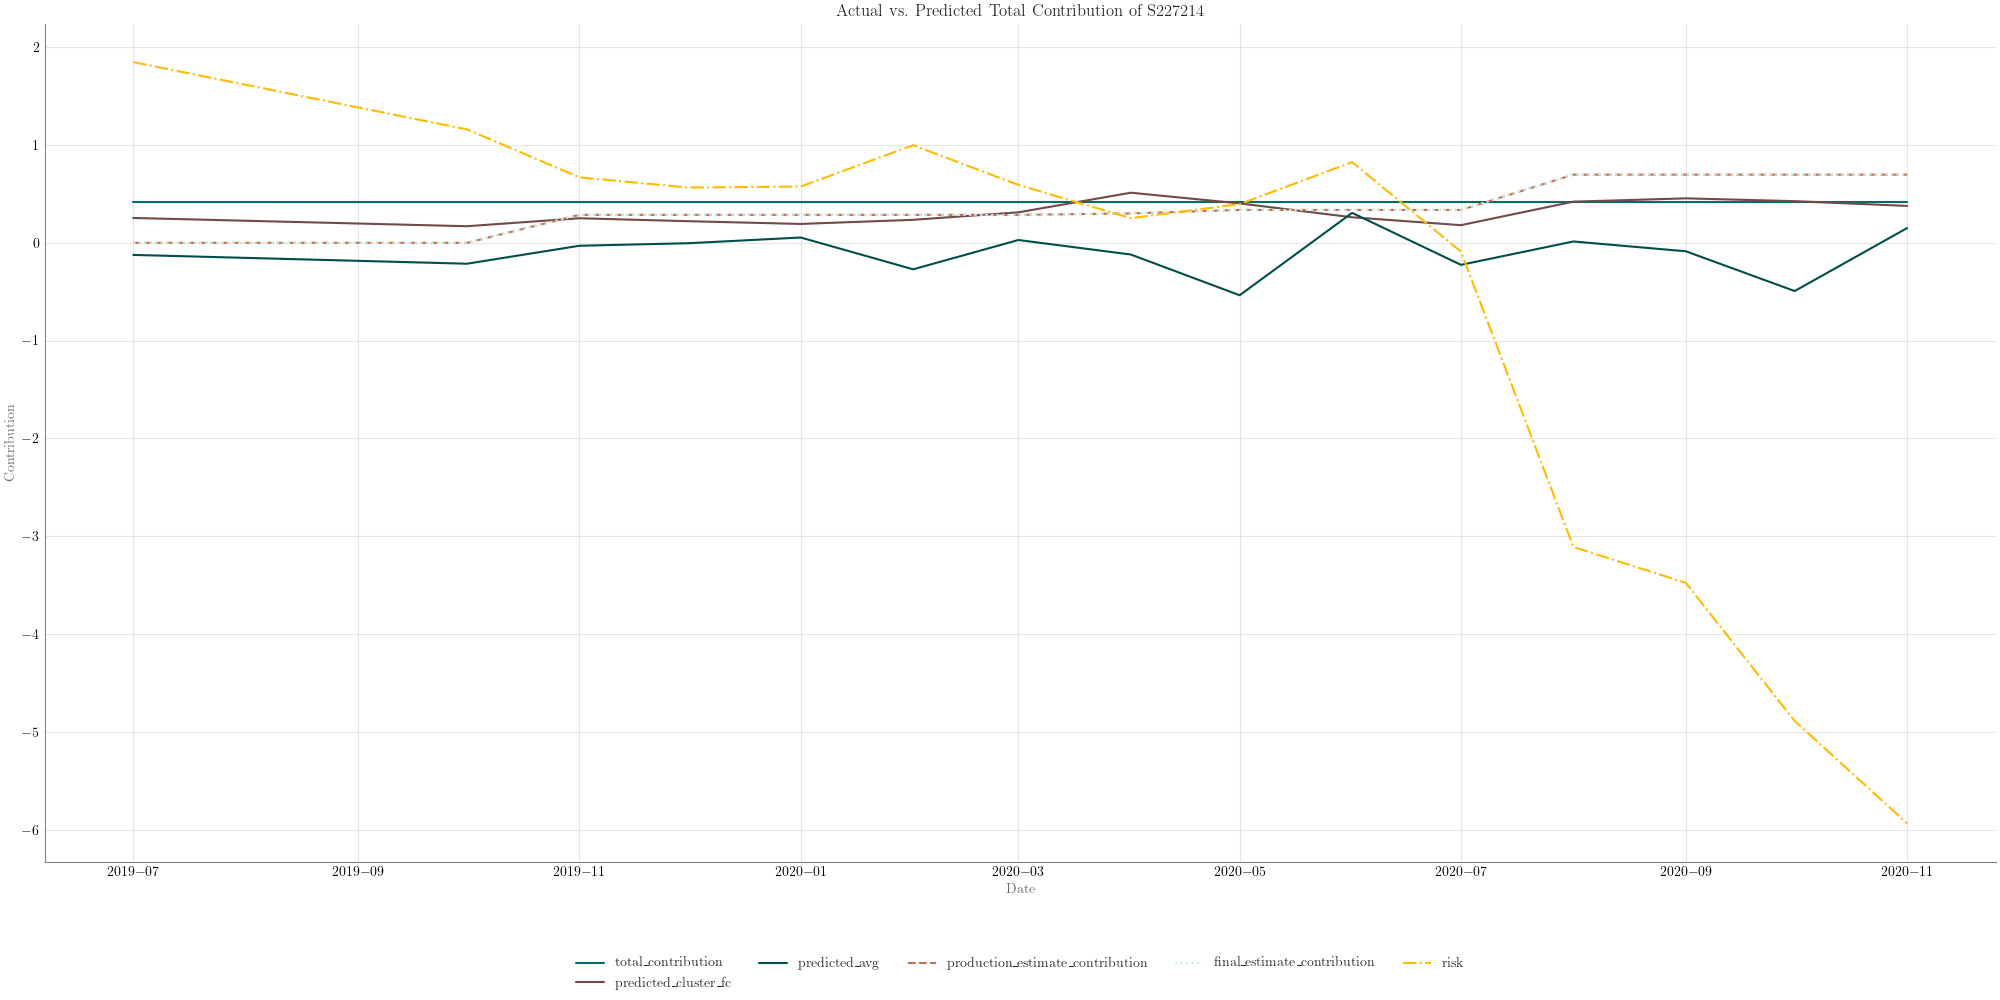 Actual vs. Predicted Total Contribution of S227214
2
1
0
−1
−2
−3
−4
−5
−6
Contribution
2019−07 2019−09 2019−11 2020−01 2020−03 2020−05 2020−07 2020−09 2020−11
Date
total_contribution predicted_avg production_estimate_contribution final_estimate_contribution risk
predicted_cluster_fc